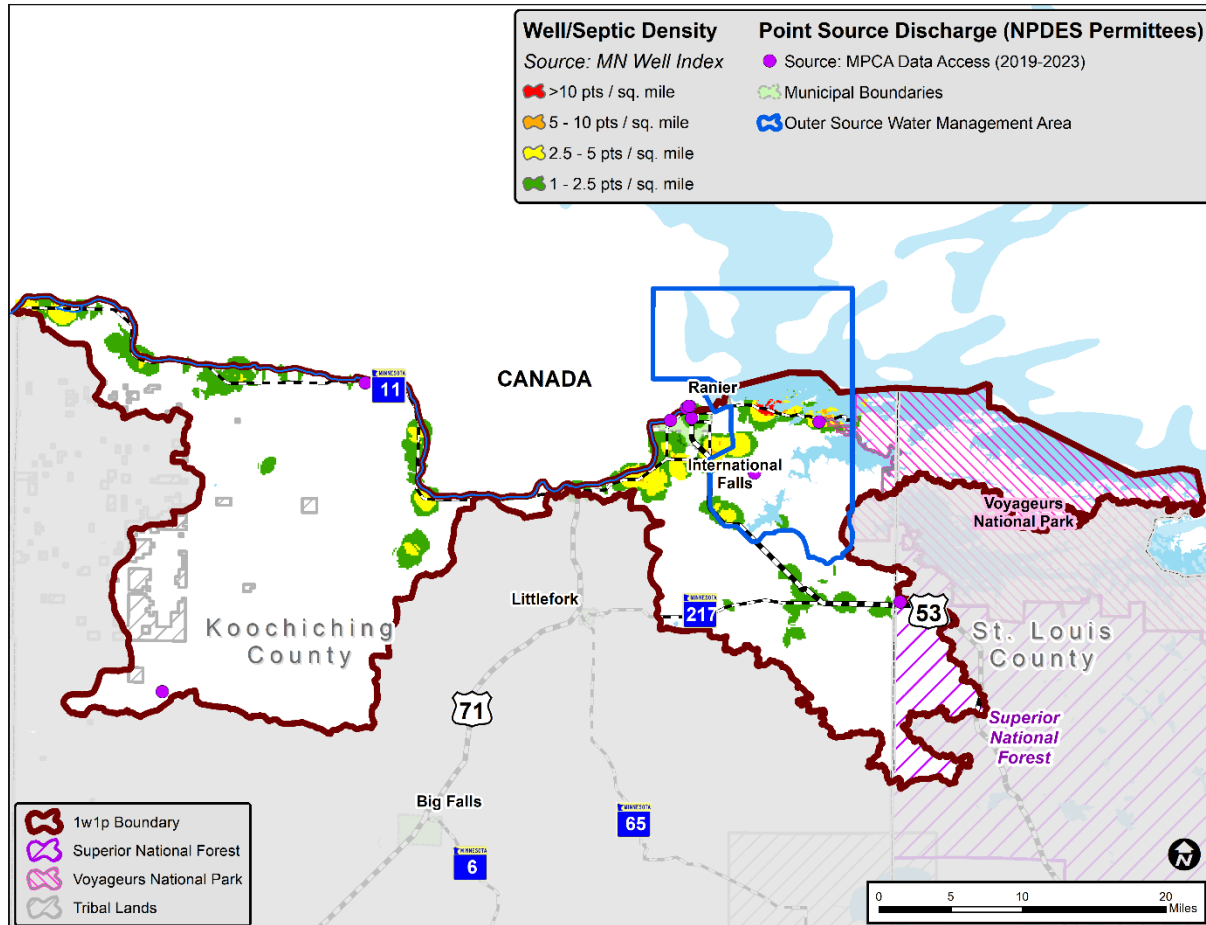 Well/Septic Density
Source: MN Well Index
>10 pts / sq. mile
5 - 10 pts / sq. mile
2.5 - 5 pts / sq. mile
1 - 2.5 pts / sq. mile
Point Source Discharge (NPDES Permittees)
Source: MPCA Data Access (2019-2023)
Municipal Boundaries
Outer Source Water Management Area
CANADA
MINNESOTA
11
Ranier
International
Falls
Voyageurs
National Park
Littlefork
MINNESOTA
217
53
Koochiching
County
St. Louis
County
71
Superior
National
Forest
Big Falls
MINNESOTA
65
MINNESOTA
6
1w1p Boundary
Superior National Forest
Voyageurs National Park
Tribal Lands
N
0 5 10 20
Miles